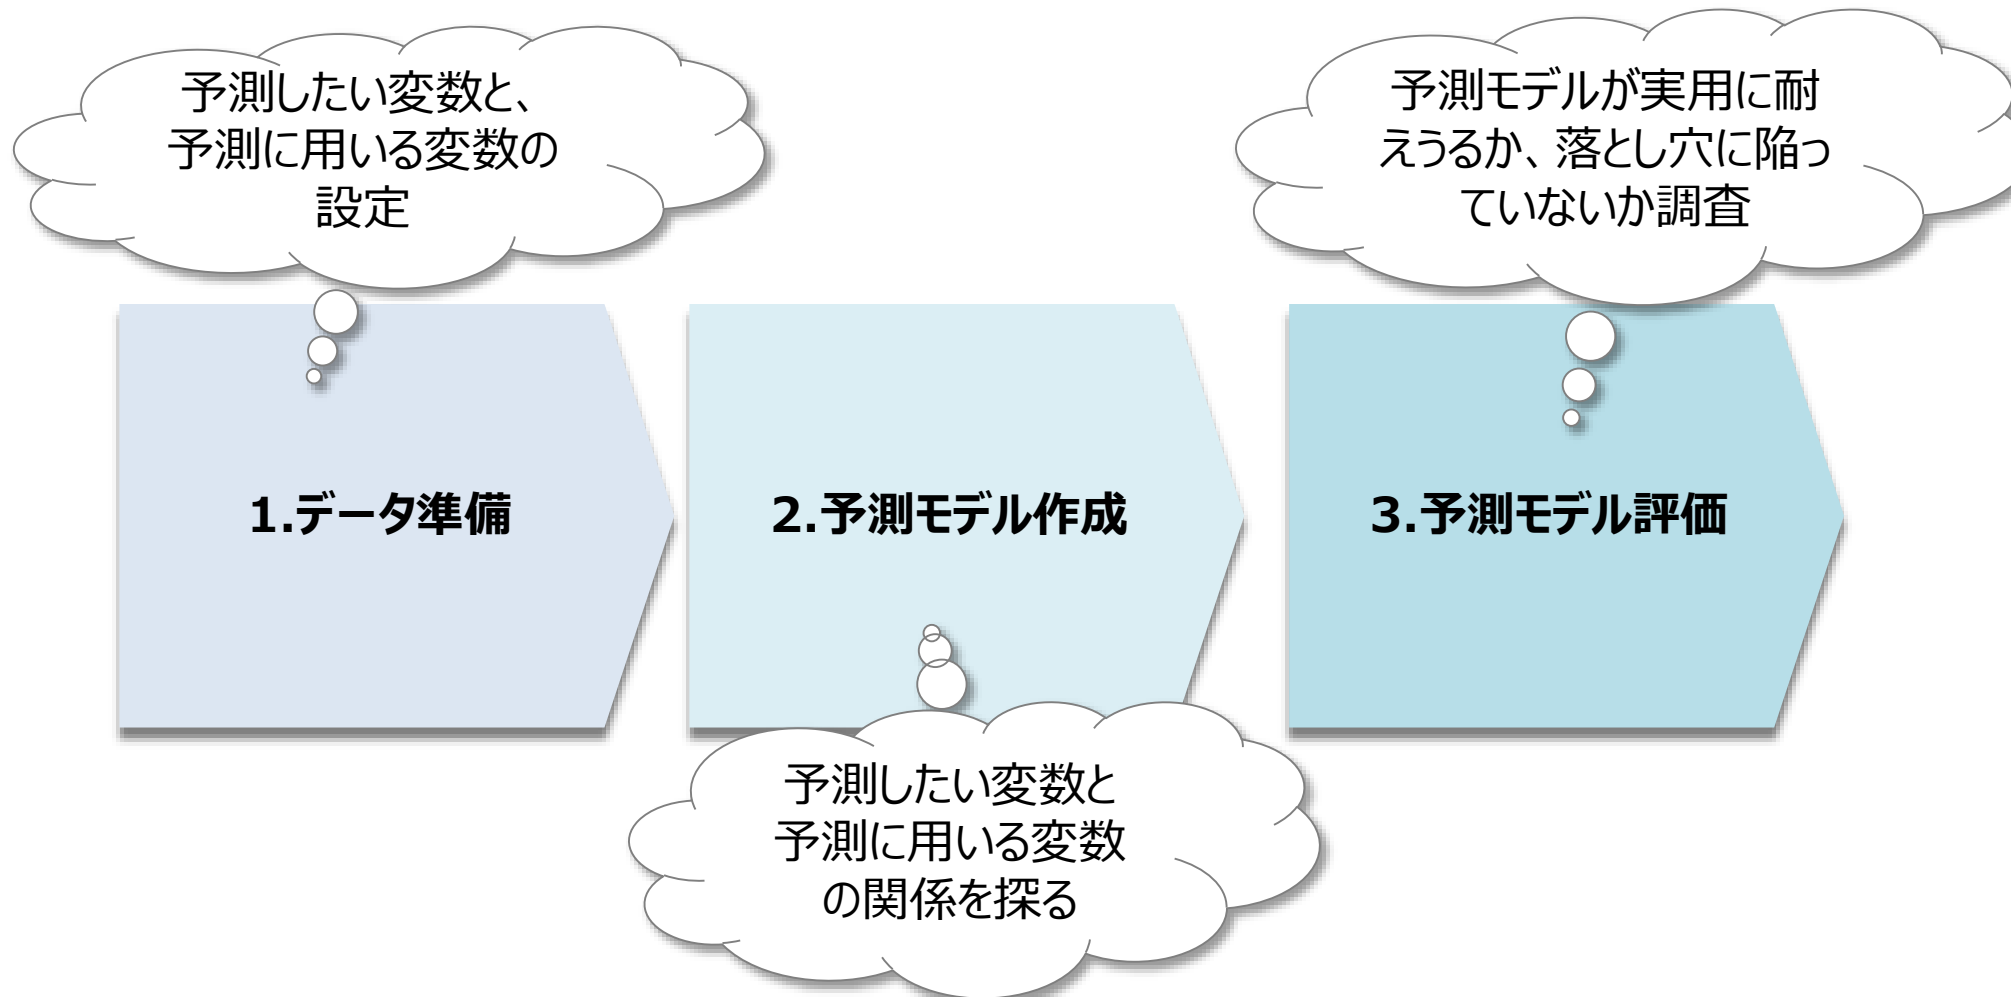 予測したい変数と、
予測に用いる変数の
設定
予測モデルが実用に耐
えうるか、落とし穴に陥っ
ていないか調査
1.データ準備
2.予測モデル作成
3.予測モデル評価
予測したい変数と
予測に用いる変数
の関係を探る